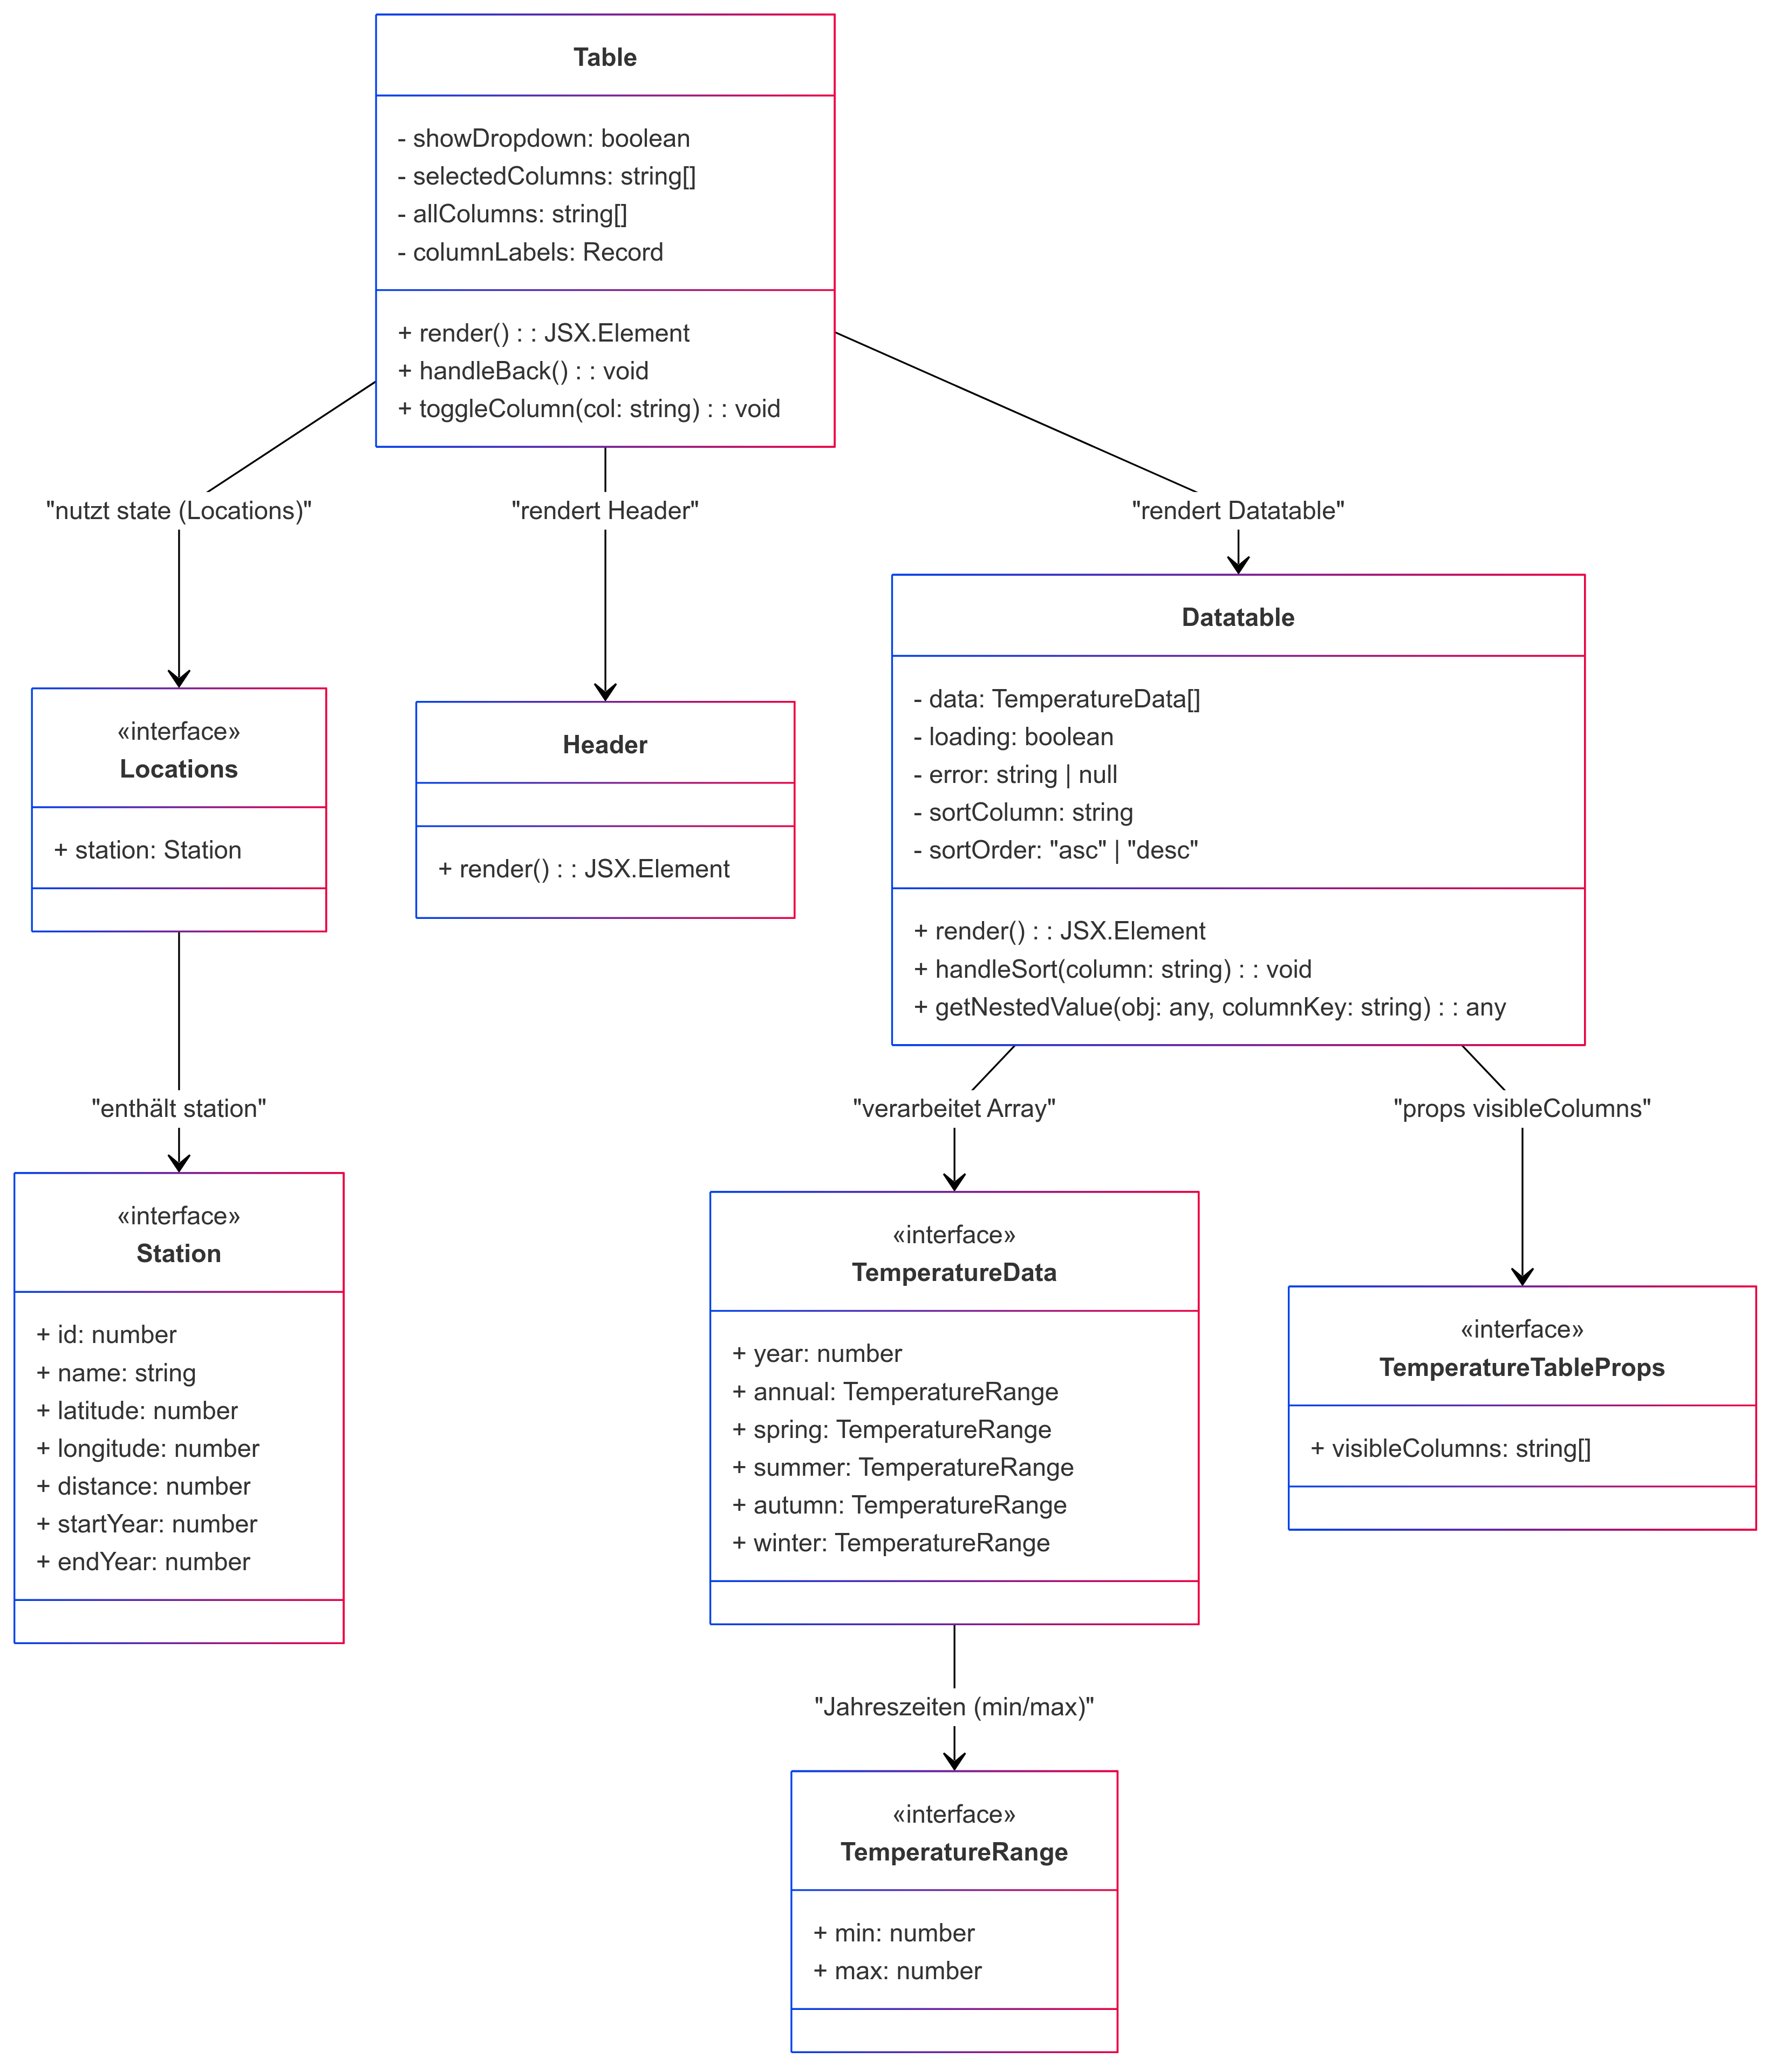 Table
- showDropdown: boolean
- selectedColumns: string[]
- allColumns: string[]
- columnLabels: Record
+ render() : : JSX.Element
+ handleBack() : : void
+ toggleColumn(col: string) : : void
"nutzt state (Locations)"
"rendert Header"
"rendert Datatable"
«interface»
Locations
+ station: Station
Header
+ render() : : JSX.Element
Datatable
- data: TemperatureData[]
- loading: boolean
- error: string | null
- sortColumn: string
- sortOrder: "asc" | "desc"
+ render() : : JSX.Element
+ handleSort(column: string) : : void
+ getNestedValue(obj: any, columnKey: string) : : any
"enthält station"
"verarbeitet Array"
"props visibleColumns"
«interface»
Station
+ id: number
+ name: string
+ latitude: number
+ longitude: number
+ distance: number
+ startYear: number
+ endYear: number
«interface»
TemperatureData
+ year: number
+ annual: TemperatureRange
+ spring: TemperatureRange
+ summer: TemperatureRange
+ autumn: TemperatureRange
+ winter: TemperatureRange
«interface»
TemperatureTableProps
+ visibleColumns: string[]
"Jahreszeiten (min/max)"
«interface»
TemperatureRange
+ min: number
+ max: number